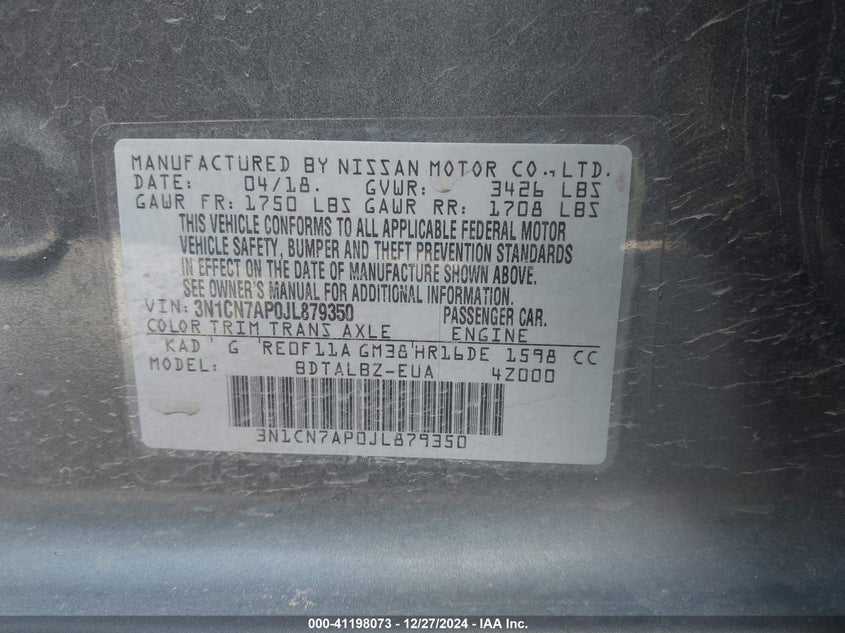 MANUFACTURED BY NISSAN MOTOR CO., LTD.
DATE: 04/18. GVWR: 3426 LBS
GAWR FR: 1750 LBS GAWR RR: 1708 LBS
THIS VEHICLE CONFORMS TO ALL APPLICABLE FEDERAL MOTOR
VEHICLE SAFETY, BUMPER AND THEFT PREVENTION STANDARDS
IN EFFECT ON THE DATE OF MANUFACTURE SHOWN ABOVE.
SEE OWNER'S MANUAL FOR ADDITIONAL INFORMATION.
VIN: 3N1CN7AP0JL879350 PASSENGER CAR.
COLOR TRIM TRANS AXLE ENGINE
KAD G RE0F11A GM38 HR16DE 1598 CC
MODEL: BDTALBZ-EUA 4Z000
3N1CN7AP0JL879350
000-41198073 - 12/27/2024 - IAA Inc.